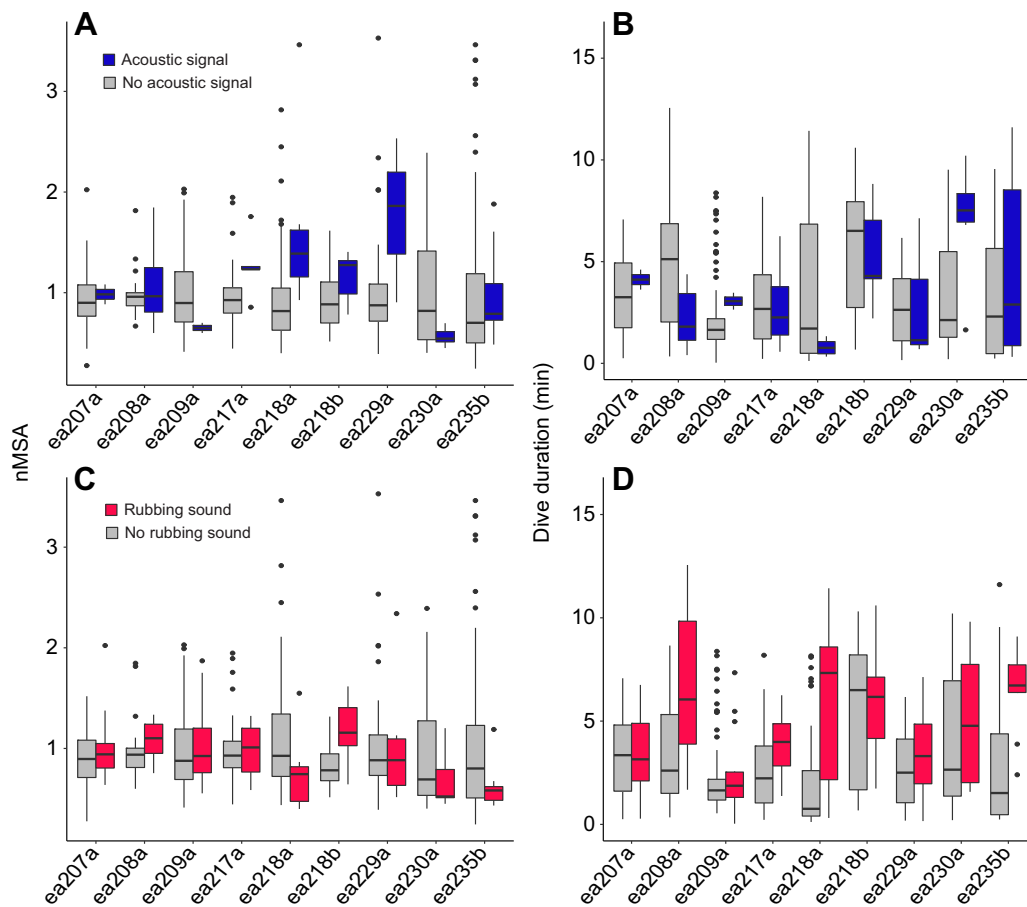 A
Acoustic signal
No acoustic signal
3
2
1
ea207a
ea208a
ea209a
ea217a
ea218a
ea218b
ea229a
ea230a
ea235b
B
15
10
5
0
ea207a
ea208a
ea209a
ea217a
ea218a
ea218b
ea229a
ea230a
ea235b
nMSA
Dive duration (min)
C
Rubbing sound
No rubbing sound
3
2
1
ea207a
ea208a
ea209a
ea217a
ea218a
ea218b
ea229a
ea230a
ea235b
D
15
10
5
0
ea207a
ea208a
ea209a
ea217a
ea218a
ea218b
ea229a
ea230a
ea235b